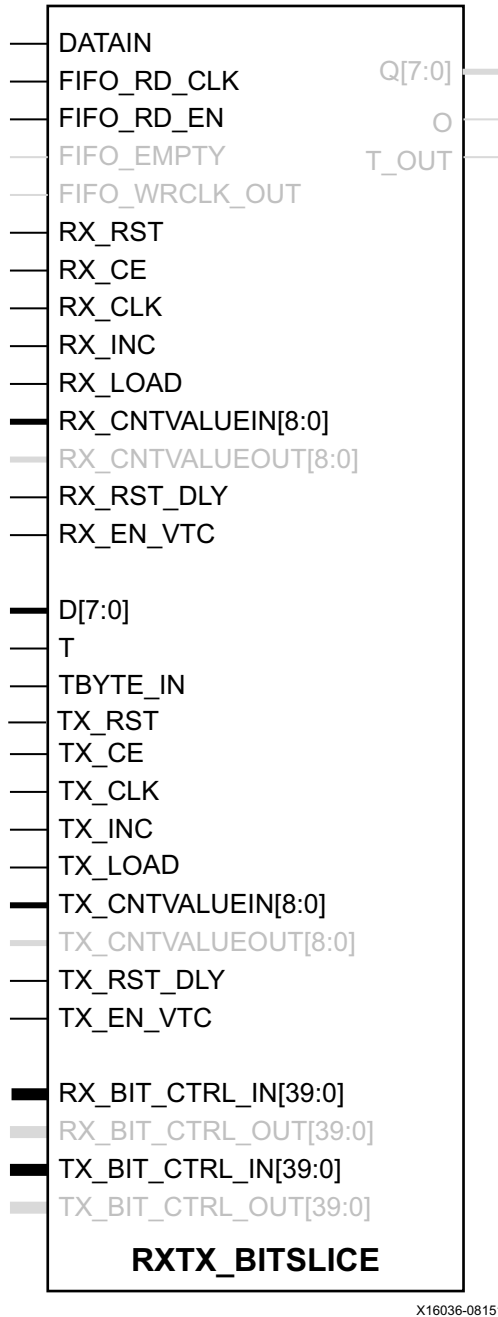 DATAIN
FIFO_RD_CLK
FIFO_RD_EN
FIFO_EMPTY
FIFO_WRCLK_OUT
RX_RST
RX_CE
RX_CLK
RX_INC
RX_LOAD
RX_CNTVALUEIN[8:0]
RX_CNTVALUEOUT[8:0]
RX_RST_DLY
RX_EN_VTC
D[7:0]
T
TBYTE_IN
TX_RST
TX_CE
TX_CLK
TX_INC
TX_LOAD
TX_CNTVALUEIN[8:0]
TX_CNTVALUEOUT[8:0]
TX_RST_DLY
TX_EN_VTC
RX_BIT_CTRL_IN[39:0]
RX_BIT_CTRL_OUT[39:0]
TX_BIT_CTRL_IN[39:0]
TX_BIT_CTRL_OUT[39:0]
Q[7:0]
O
T_OUT
RXTX_BITSLICE